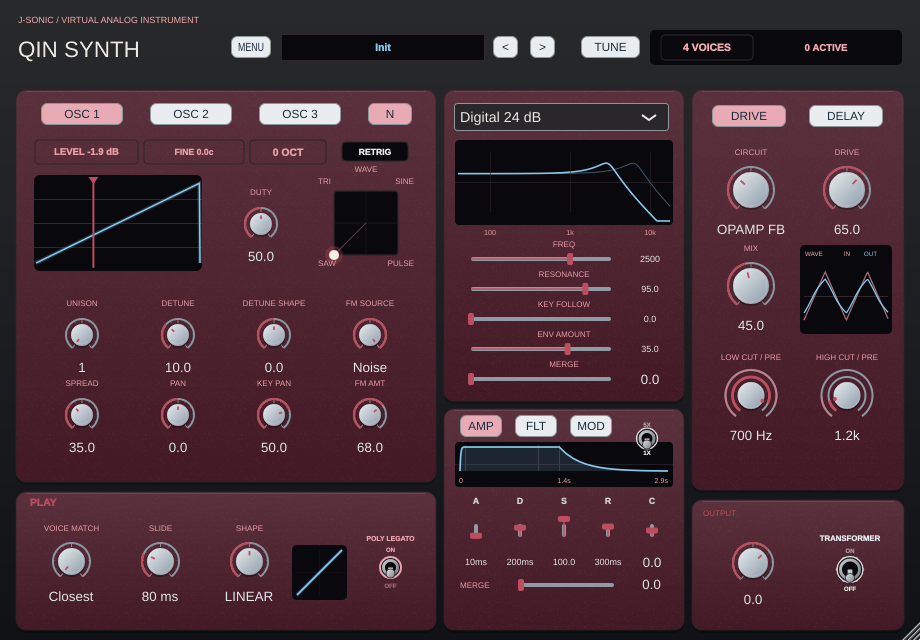 J-SONIC / VIRTUAL ANALOG INSTRUMENT
QIN SYNTH
MENU
Init
<
>
TUNE
4 VOICES
0 ACTIVE
OSC 1
OSC 2
OSC 3
N
LEVEL -1.9 dB
FINE 0.0c
0 OCT
RETRIG
WAVE
TRI
SINE
SAW
PULSE
DUTY
50.0
UNISON
DETUNE
DETUNE SHAPE
FM SOURCE
1
10.0
0.0
Noise
SPREAD
PAN
KEY PAN
FM AMT
35.0
0.0
50.0
68.0
PLAY
VOICE MATCH
SLIDE
SHAPE
POLY LEGATO
ON
OFF
Closest
80 ms
LINEAR
Digital 24 dB
100
1k
10k
FREQ
2500
RESONANCE
95.0
KEY FOLLOW
0.0
ENV AMOUNT
35.0
MERGE
0.0
AMP
FLT
MOD
5X
1X
0
1.4s
2.9s
A
D
S
R
C
10ms
200ms
100.0
300ms
0.0
MERGE
0.0
DRIVE
DELAY
CIRCUIT
DRIVE
OPAMP FB
65.0
MIX
45.0
WAVE
IN
OUT
LOW CUT / PRE
HIGH CUT / PRE
700 Hz
1.2k
OUTPUT
0.0
TRANSFORMER
ON
OFF